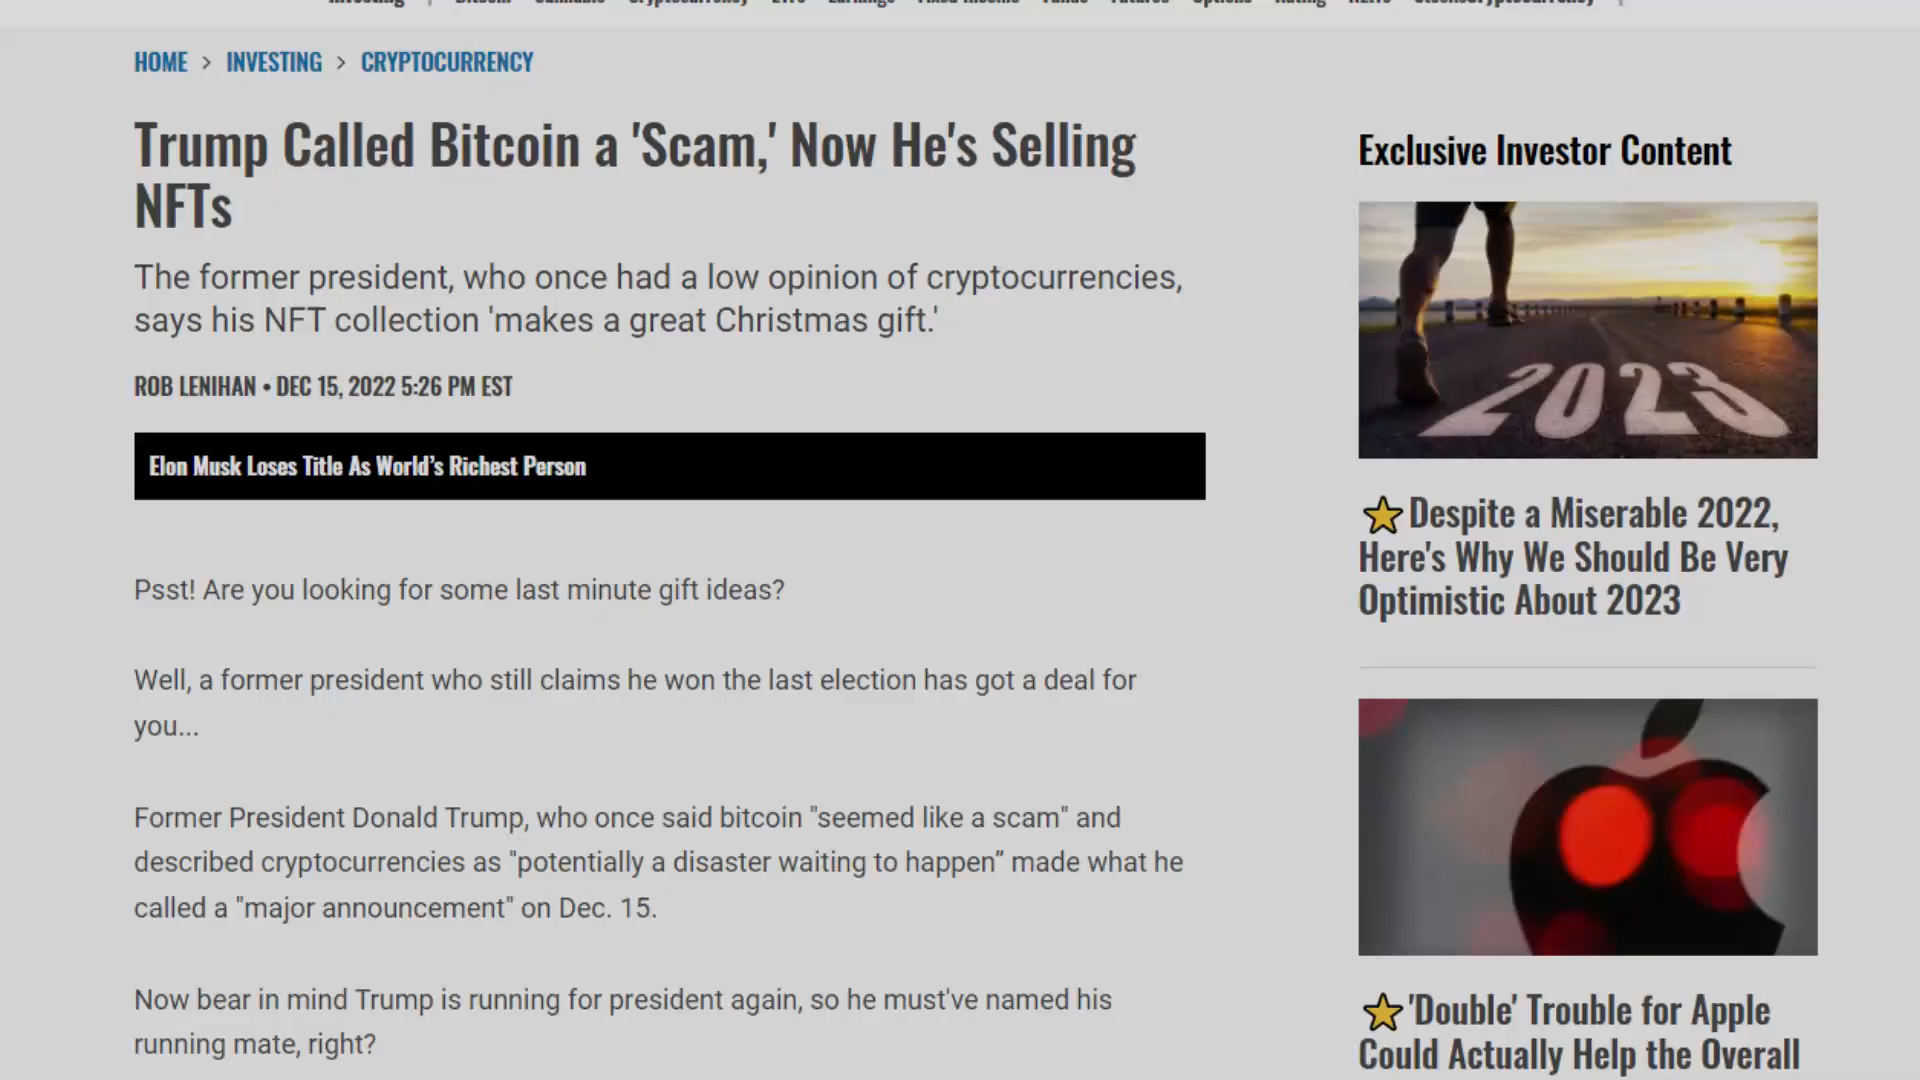 HOME > INVESTING > CRYPTOCURRENCY
Trump Called Bitcoin a 'Scam,' Now He's Selling
NFTs
The former president, who once had a low opinion of cryptocurrencies,
says his NFT collection 'makes a great Christmas gift.'
ROB LENIHAN • DEC 15, 2022 5:26 PM EST
Elon Musk Loses Title As World’s Richest Person
Psst! Are you looking for some last minute gift ideas?
Well, a former president who still claims he won the last election has got a deal for
you...
Former President Donald Trump, who once said bitcoin "seemed like a scam" and
described cryptocurrencies as "potentially a disaster waiting to happen” made what he
called a "major announcement" on Dec. 15.
Now bear in mind Trump is running for president again, so he must've named his
running mate, right?
Exclusive Investor Content
2023
Despite a Miserable 2022,
Here's Why We Should Be Very
Optimistic About 2023
'Double' Trouble for Apple
Could Actually Help the Overall